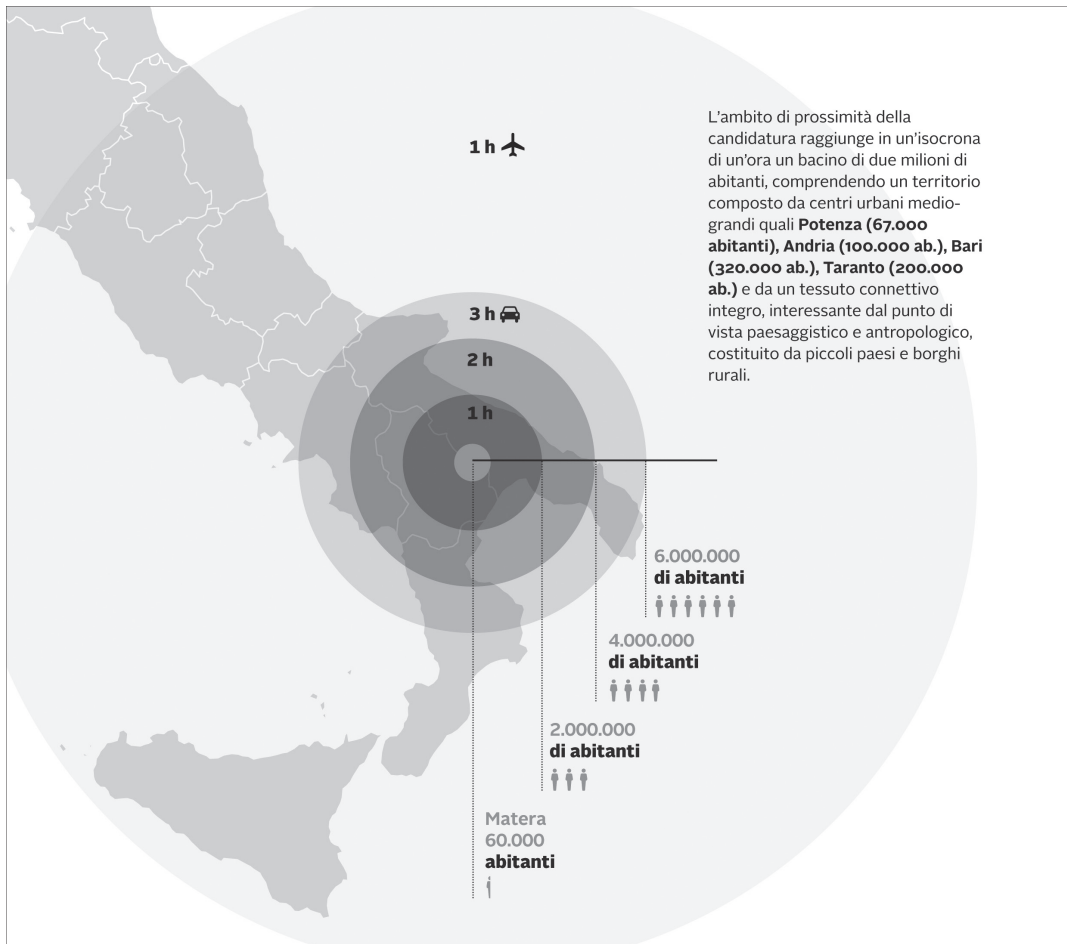 1 h
L'ambito di prossimità della
candidatura raggiunge in un'isocrona
di un'ora un bacino di due milioni di
abitanti, comprendendo un territorio
composto da centri urbani medio-
grandi quali Potenza (67.000
abitanti), Andria (100.000 ab.), Bari
(320.000 ab.), Taranto (200.000
ab.) e da un tessuto connettivo
integro, interessante dal punto di
vista paesaggistico e antropologico,
costituito da piccoli paesi e borghi
rurali.
3 h
2 h
1 h
6.000.000
di abitanti
4.000.000
di abitanti
2.000.000
di abitanti
Matera
60.000
abitanti